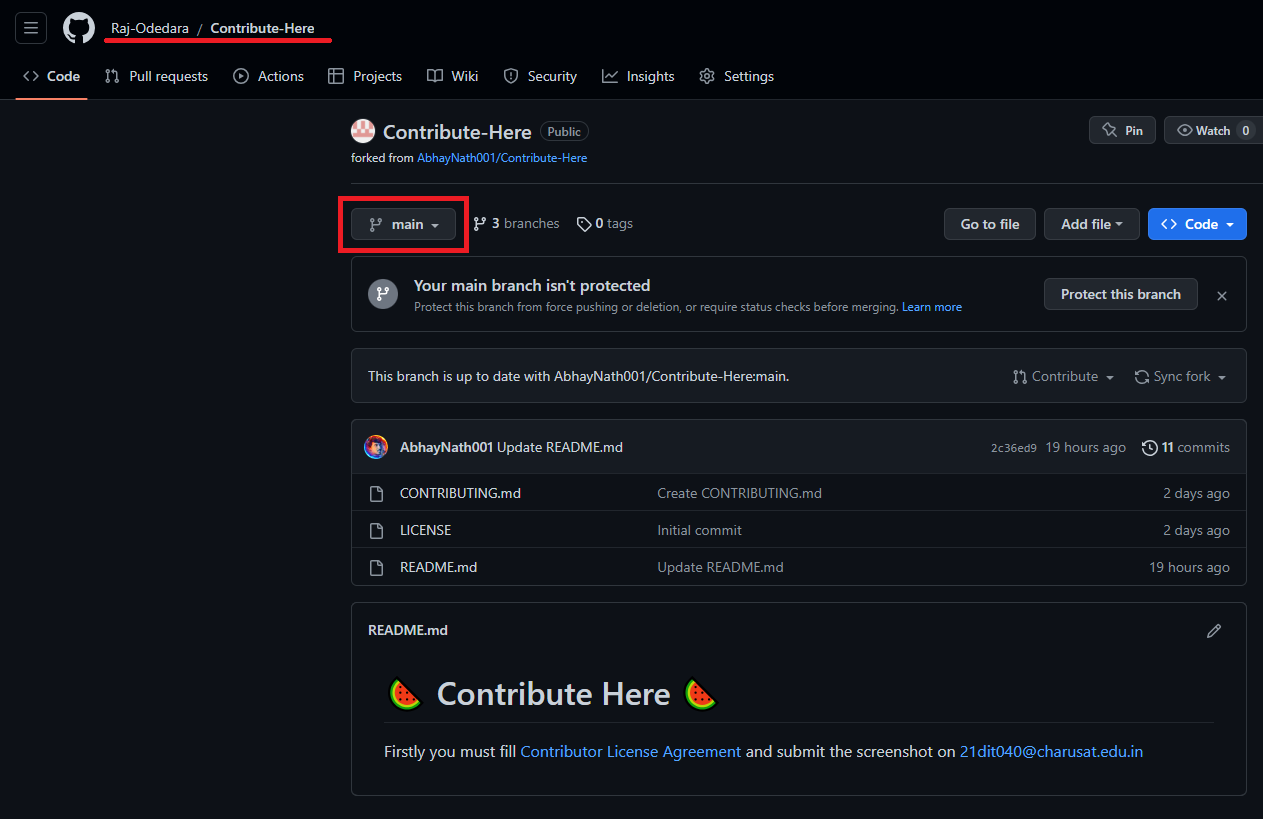 Raj-Odedara / Contribute-Here
Code Pull requests Actions Projects Wiki Security Insights Settings
Contribute-Here Public Pin Watch 0
forked from AbhayNath001/Contribute-Here
main 3 branches 0 tags Go to file Add file Code
Your main branch isn't protected
Protect this branch from force pushing or deletion, or require status checks before merging. Learn more
Protect this branch
This branch is up to date with AbhayNath001/Contribute-Here:main. Contribute Sync fork
AbhayNath001 Update README.md 2c36ed9 19 hours ago 11 commits
CONTRIBUTING.md Create CONTRIBUTING.md 2 days ago
LICENSE Initial commit 2 days ago
README.md Update README.md 19 hours ago
README.md
🍉 Contribute Here 🍉
Firstly you must fill Contributor License Agreement and submit the screenshot on 21dit040@charusat.edu.in